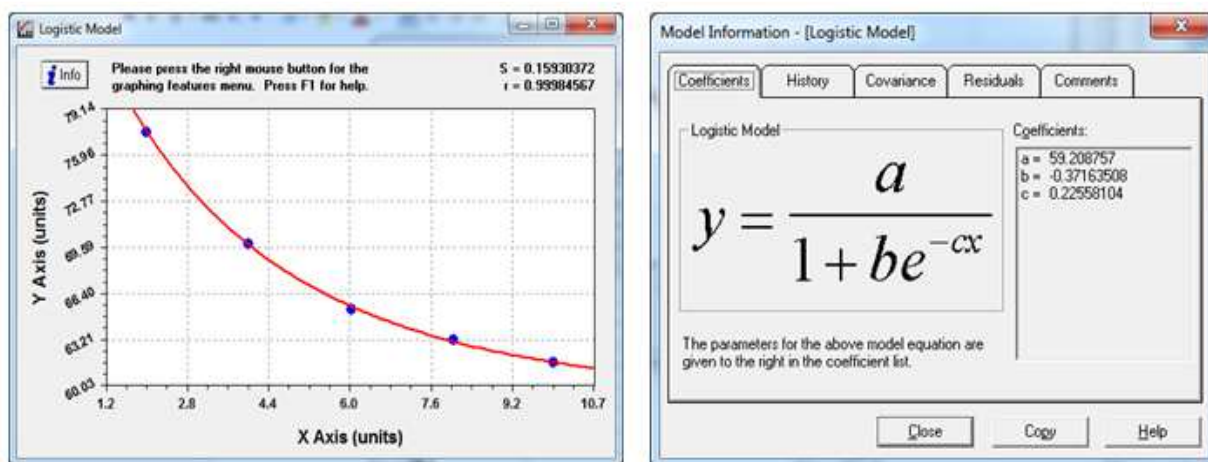 Logistic Model
Info
Please press the right mouse button for the
graphing features menu. Press F1 for help.
S = 0.15930372
r = 0.99984567
Y Axis (units)
79.14
75.96
72.77
69.59
66.40
63.21
60.03
1.2 2.8 4.4 6.0 7.6 9.2 10.7
X Axis (units)
Model Information - [Logistic Model]
Coefficients History Covariance Residuals Comments
Logistic Model
y = a / (1 + be^{-cx})
The parameters for the above model equation are
given to the right in the coefficient list.
Coefficients:
a = 59.208757
b = -0.37163508
c = 0.22558104
Close Copy Help